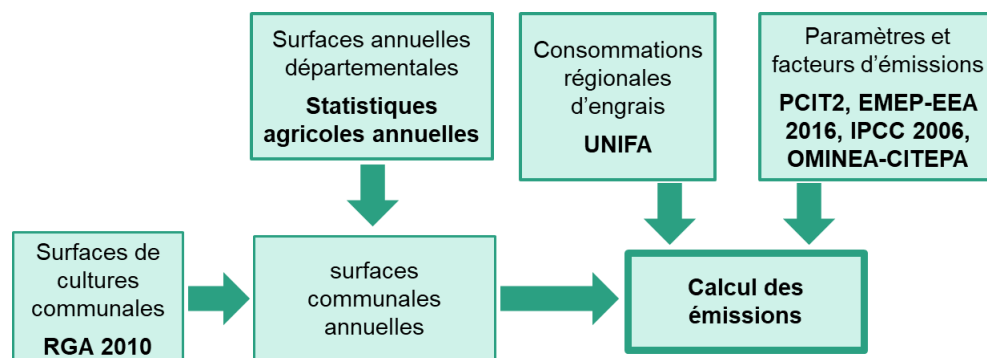 Surfaces annuelles
départementales
Statistiques
agricoles annuelles
Consommations
régionales
d'engrais
UNIFA
Paramètres et
facteurs d'émissions
PCIT2, EMEP-EEA
2016, IPCC 2006,
OMINEA-CITEPA
Surfaces de
cultures
communales
RGA 2010
surfaces
communales
annuelles
Calcul des
émissions